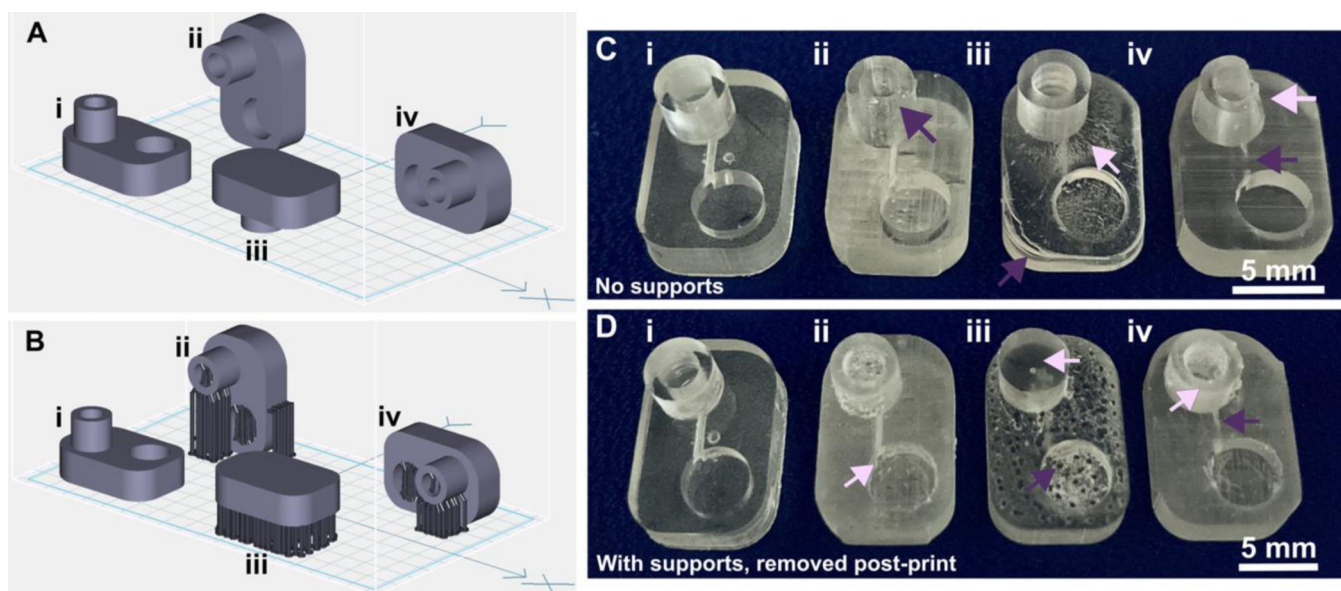 A
i
ii
iii
iv
X
B
i
ii
iii
iv
X
C
i
ii
iii
iv
No supports
5 mm
D
i
ii
iii
iv
With supports, removed post-print
5 mm